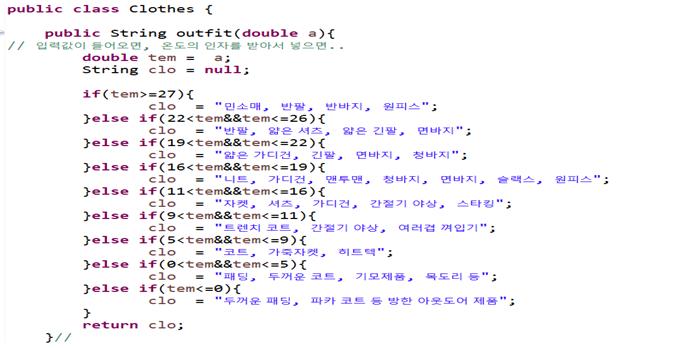 public class Clothes {
public String outfit(double a){
// 입력값이 들어오면, 온도의 인자를 받아서 넣으면..
double tem = a;
String clo = null;
if(tem>=27){
clo = "민소매, 반팔, 반바지, 원피스";
}else if(22<tem&&tem<=26){
clo = "반팔, 얇은 셔츠, 얇은 긴팔, 면바지";
}else if(19<tem&&tem<=22){
clo = "얇은 가디건, 긴팔, 면바지, 청바지";
}else if(16<tem&&tem<=19){
clo = "니트, 가디건, 맨투맨, 청바지, 면바지, 슬랙스, 원피스";
}else if(11<tem&&tem<=16){
clo = "자켓, 셔츠, 가디건, 간절기 야상, 스타킹";
}else if(9<tem&&tem<=11){
clo = "트렌치 코트, 간절기 야상, 여러겹 껴입기";
}else if(5<tem&&tem<=9){
clo = "코트, 가죽자켓, 히트텍";
}else if(0<tem&&tem<=5){
clo = "패딩, 두꺼운 코트, 기모제품, 목도리 등";
}else if(tem<=0){
clo = "두꺼운 패딩, 파카 코트 등 방한 아웃도어 제품";
}
return clo;
}//